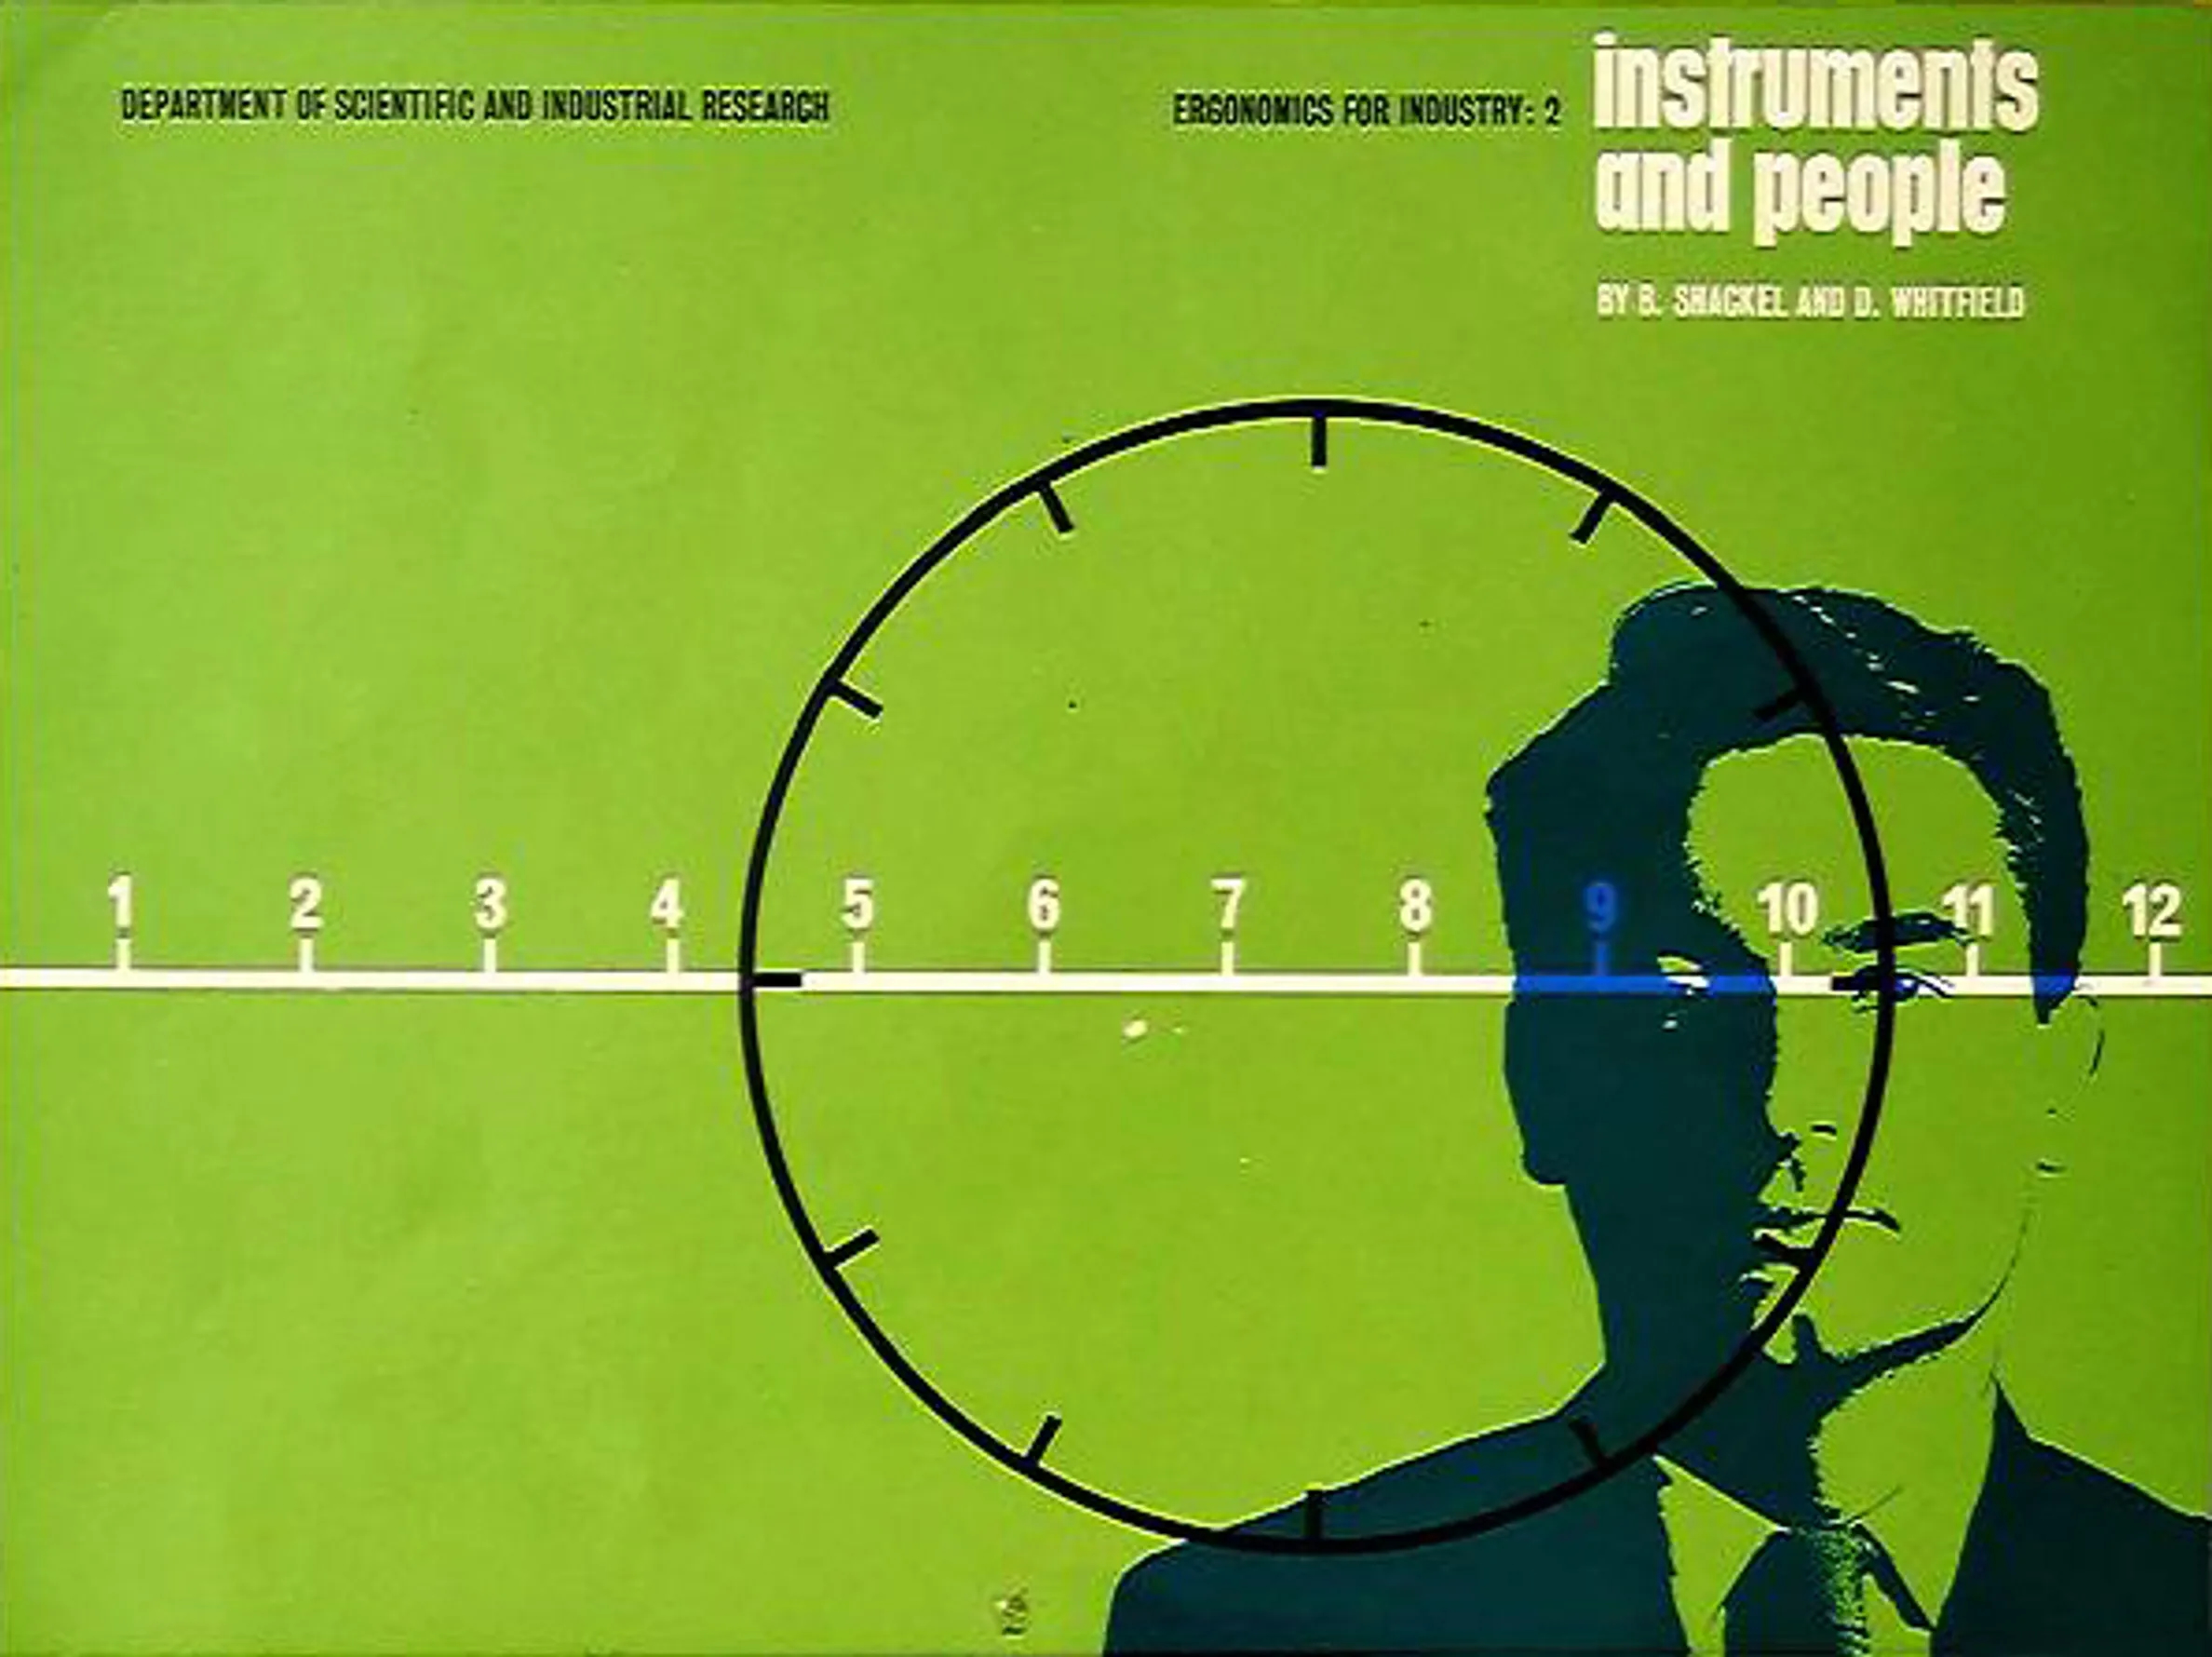 DEPARTMENT OF SCIENTIFIC AND INDUSTRIAL RESEARCH
ERGONOMICS FOR INDUSTRY: 2
instruments
and people
BY B. SHACKEL AND D. WHITFIELD
1 2 3 4 5 6 7 8 9 10 11 12